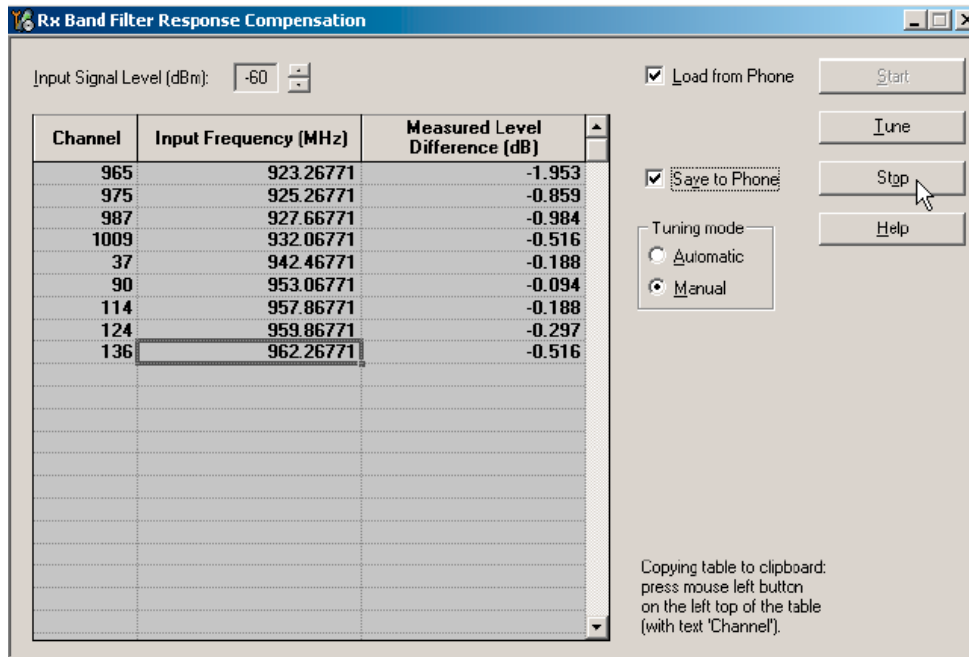 Rx Band Filter Response Compensation
Input Signal Level (dBm): -60
Load from Phone
Start
Channel Input Frequency (MHz) Measured Level Difference (dB)
Tune
965 923.26771 -1.953
975 925.26771 -0.859
987 927.66771 -0.984
1009 932.06771 -0.516
37 942.46771 -0.188
90 953.06771 -0.094
114 957.86771 -0.188
124 959.86771 -0.297
136 962.26771 -0.516
Save to Phone
Stop
Tuning mode
Automatic
Manual
Help
Copying table to clipboard:
press mouse left button
on the left top of the table
(with text 'Channel').